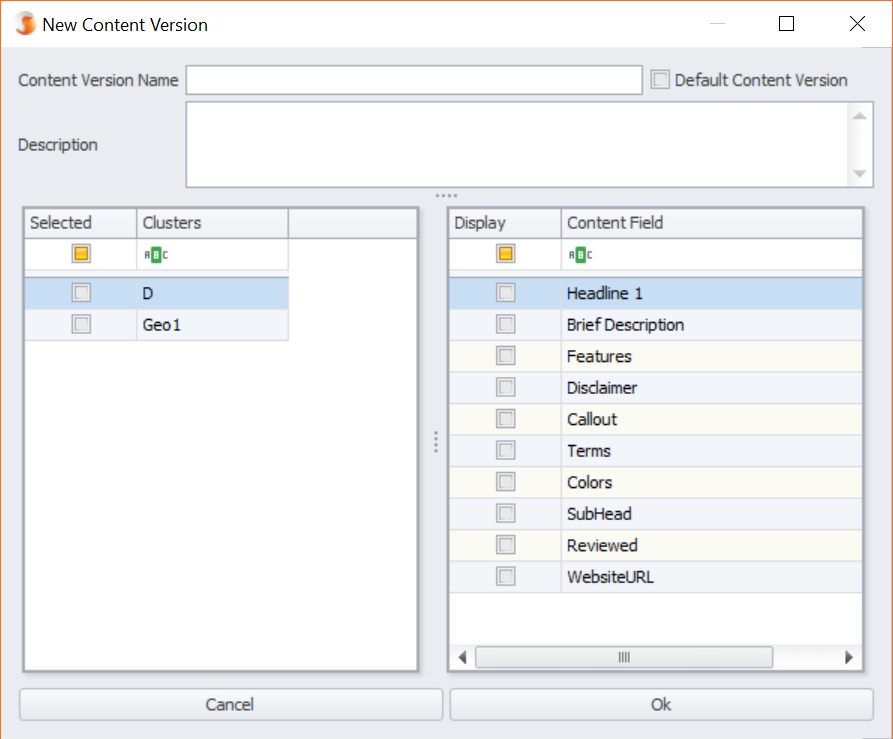 New Content Version
Content Version Name
Default Content Version
Description
Selected Clusters
ABC
D
Geo1
Display Content Field
ABC
Headline 1
Brief Description
Features
Disclaimer
Callout
Terms
Colors
SubHead
Reviewed
WebsiteURL
Cancel
Ok